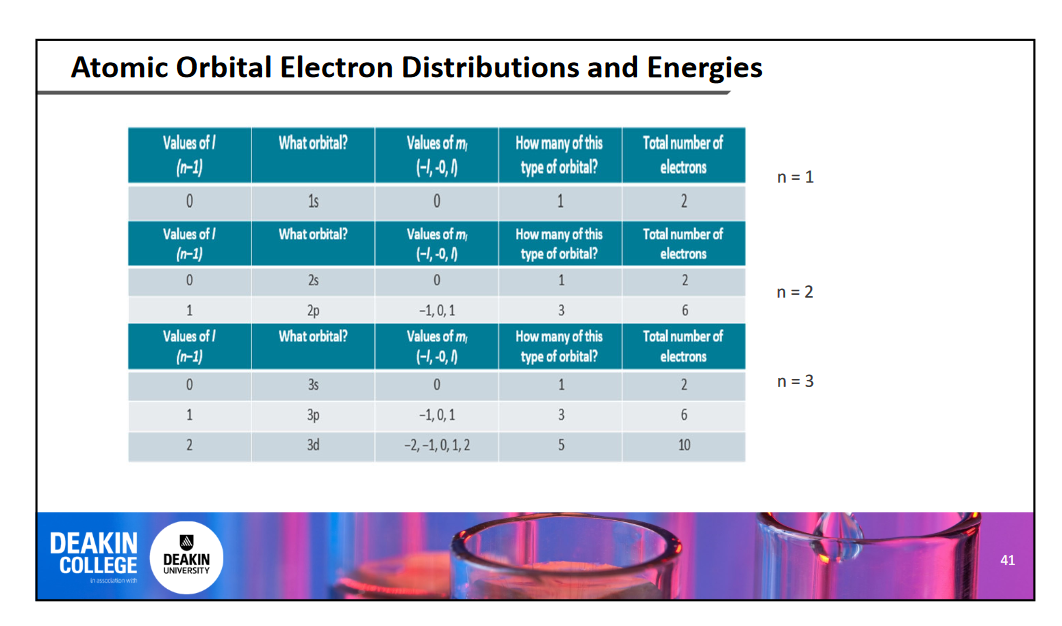 Atomic Orbital Electron Distributions and Energies
Values of l What orbital? Values of mₗ How many of this Total number of
(n−1) (−l, -0, l) type of orbital? electrons
n = 1
0 1s 0 1 2
Values of l What orbital? Values of mₗ How many of this Total number of
(n−1) (−l, -0, l) type of orbital? electrons
0 2s 0 1 2
n = 2
1 2p −1, 0, 1 3 6
Values of l What orbital? Values of mₗ How many of this Total number of
(n−1) (−l, -0, l) type of orbital? electrons
0 3s 0 1 2
n = 3
1 3p −1, 0, 1 3 6
2 3d −2, −1, 0, 1, 2 5 10
DEAKIN
COLLEGE
in association with
DEAKIN
UNIVERSITY
41